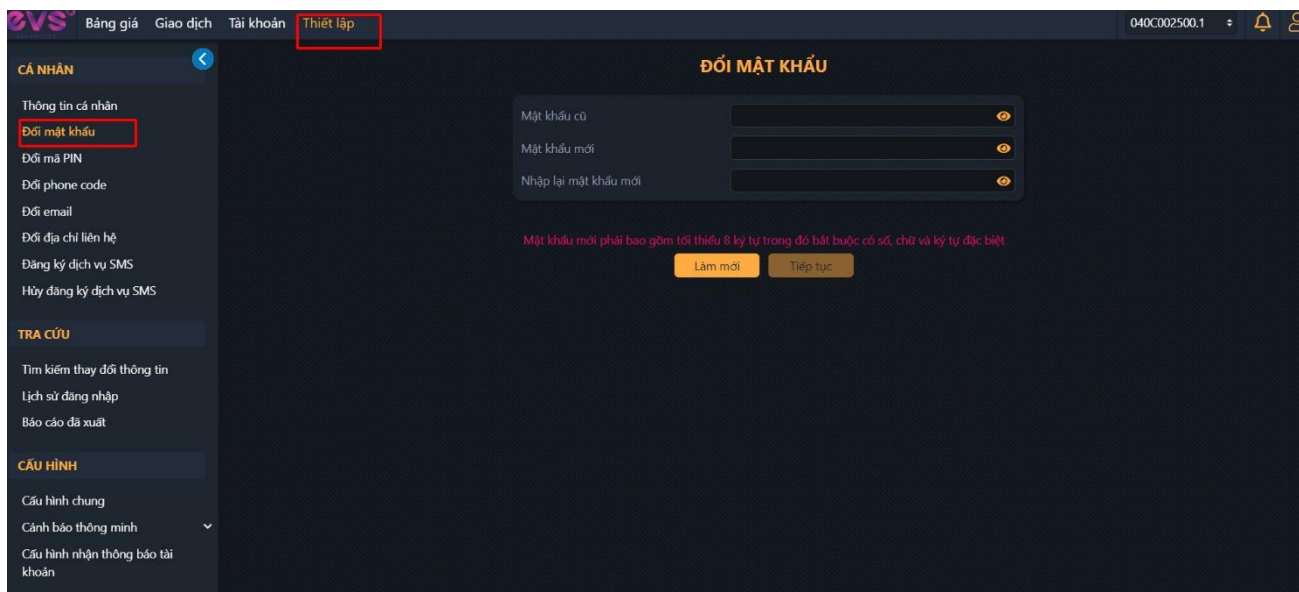 evs
Bảng giá Giao dịch Tài khoản Thiết lập 040C002500.1
CÁ NHÂN
Thông tin cá nhân
Đổi mật khẩu
Đổi mã PIN
Đổi phone code
Đổi email
Đổi địa chỉ liên hệ
Đăng ký dịch vụ SMS
Hủy đăng ký dịch vụ SMS
TRA CỨU
Tìm kiếm thay đổi thông tin
Lịch sử đăng nhập
Báo cáo đã xuất
CẤU HÌNH
Cấu hình chung
Cảnh báo thông minh
Cấu hình nhận thông báo tài
khoản
ĐỔI MẬT KHẨU
Mật khẩu cũ
Mật khẩu mới
Nhập lại mật khẩu mới
Mật khẩu mới phải bao gồm tối thiểu 8 ký tự trong đó bắt buộc có số, chữ và ký tự đặc biệt
Làm mới Tiếp tục